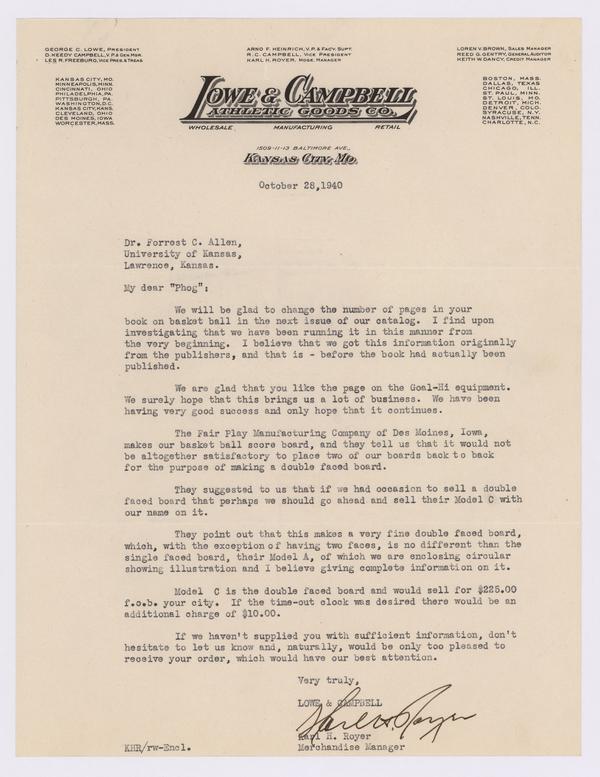 GEORGE C. LOWE, PRESIDENT
D. KEEDY CAMPBELL, V.P. & GEN. MGR.
LES R. FREEBURG, VICE PRES. & TREAS.
ARNO F. HEINRICH, V.P. & FACY. SUPT.
R.C. CAMPBELL, VICE PRESIDENT
KARL H. ROYER, MDSE. MANAGER
LOREN V. BROWN, SALES MANAGER
REED G. GENTRY, GENERAL AUDITOR
KEITH W. DANCY, CREDIT MANAGER
KANSAS CITY, MO.
MINNEAPOLIS, MINN.
CINCINNATI, OHIO
PHILADELPHIA, PA.
PITTSBURGH, PA.
WASHINGTON, D.C.
KANSAS CITY, KANS.
CLEVELAND, OHIO
DES MOINES, IOWA
WORCESTER, MASS.
LOWE & CAMPBELL
ATHLETIC GOODS CO.
WHOLESALE MANUFACTURING RETAIL
BOSTON, MASS.
DALLAS, TEXAS
CHICAGO, ILL.
ST. PAUL, MINN.
ST. LOUIS, MO.
DETROIT, MICH.
DENVER, COLO.
SYRACUSE, N.Y.
NASHVILLE, TENN.
CHARLOTTE, N.C.
1509-11-13 BALTIMORE AVE.,
KANSAS CITY, MO.
October 28,1940
Dr. Forrest C. Allen,
University of Kansas,
Lawrence, Kansas.
My dear "Phog":
We will be glad to change the number of pages in your
book on basket ball in the next issue of our catalog. I find upon
investigating that we have been running it in this manner from
the very beginning. I believe that we got this information originally
from the publishers, and that is - before the book had actually been
published.
We are glad that you like the page on the Goal-Hi equipment.
We surely hope that this brings us a lot of business. We have been
having very good success and only hope that it continues.
The Fair Play Manufacturing Company of Des Moines, Iowa,
makes our basket ball score board, and they tell us that it would not
be altogether satisfactory to place two of our boards back to back
for the purpose of making a double faced board.
They suggested to us that if we had occasion to sell a double
faced board that perhaps we should go ahead and sell their Model C with
our name on it.
They point out that this makes a very fine double faced board,
which, with the exception of having two faces, is no different than the
single faced board, their Model A, of which we are enclosing circular
showing illustration and I believe giving complete information on it.
Model C is the double faced board and would sell for $225.00
f.o.b. your city. If the time-out clock was desired there would be an
additional charge of $10.00.
If we haven't supplied you with sufficient information, don't
hesitate to let us know and, naturally, would be only too pleased to
receive your order, which would have our best attention.
Very truly,
LOWE & CAMPBELL
Karl H. Royer
Karl H. Royer
KHR/rw-Encl. Merchandise Manager